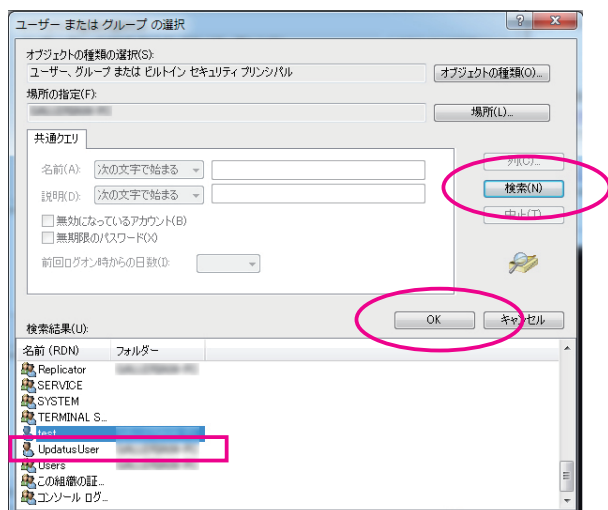 ユーザー または グループ の選択
オブジェクトの種類の選択(S):
ユーザー、グループ または ビルトイン セキュリティ プリンシパル
オブジェクトの種類(O)...
場所の指定(F):
場所(L)...
共通クエリ
名前(A):
次の文字で始まる
説明(D):
次の文字で始まる
無効になっているアカウント(B)
無期限のパスワード(X)
前回ログオン時からの日数(I):
列(C)...
検索(N)
中止(T)
OK
キャンセル
検索結果(U):
名前 (RDN) フォルダー
Replicator
SERVICE
SYSTEM
TERMINAL S...
test
UpdatusUser
Users
この組織の証...
コンソール ログ...